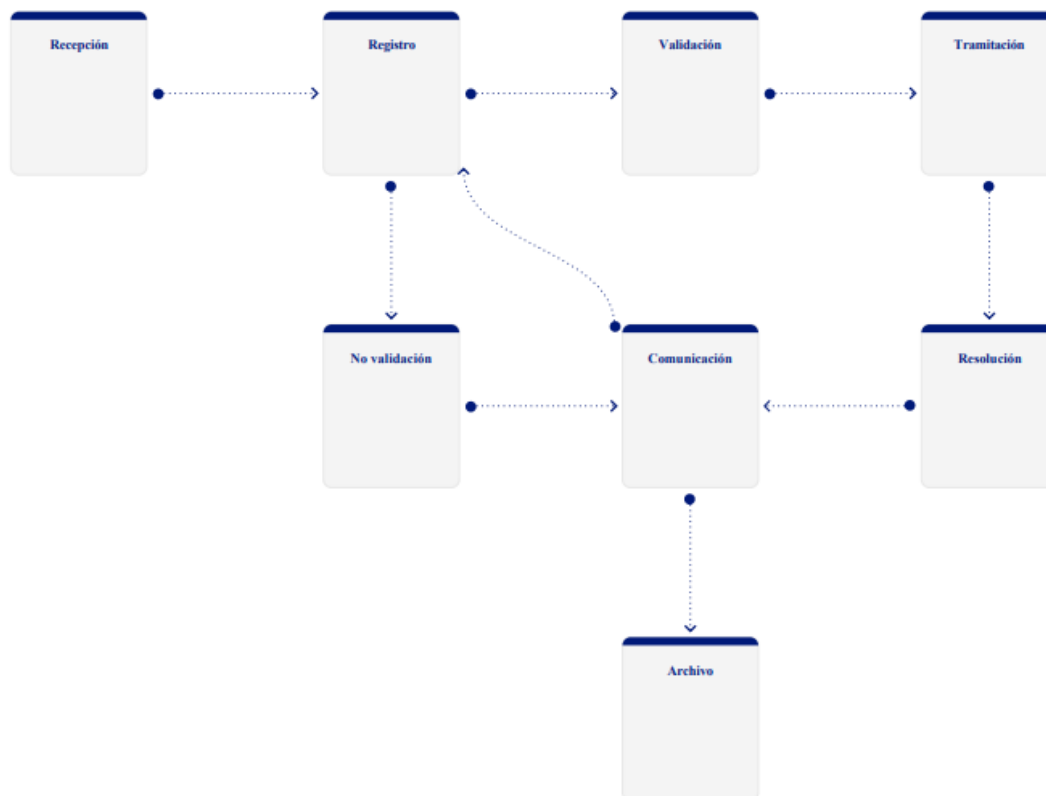 Recepción
Registro
Validación
Tramitación
No validación
Comunicación
Resolución
Archivo